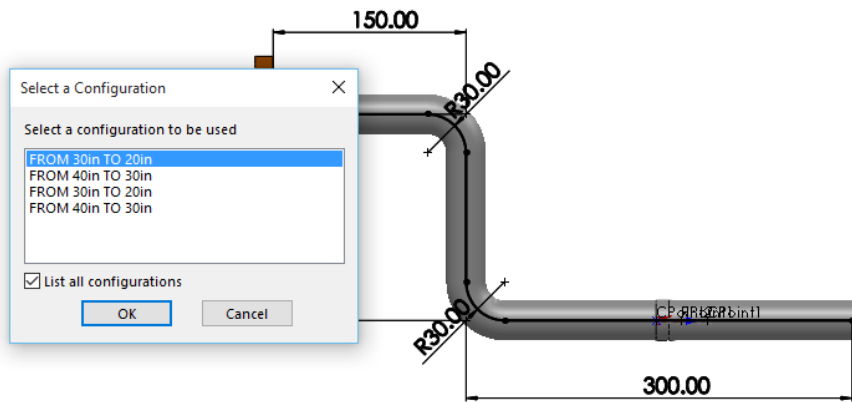 150.00
R30.00
Select a Configuration
Select a configuration to be used
FROM 30in TO 20in
FROM 40in TO 30in
FROM 30in TO 20in
FROM 40in TO 30in
List all configurations
OK
Cancel
R30.00
300.00